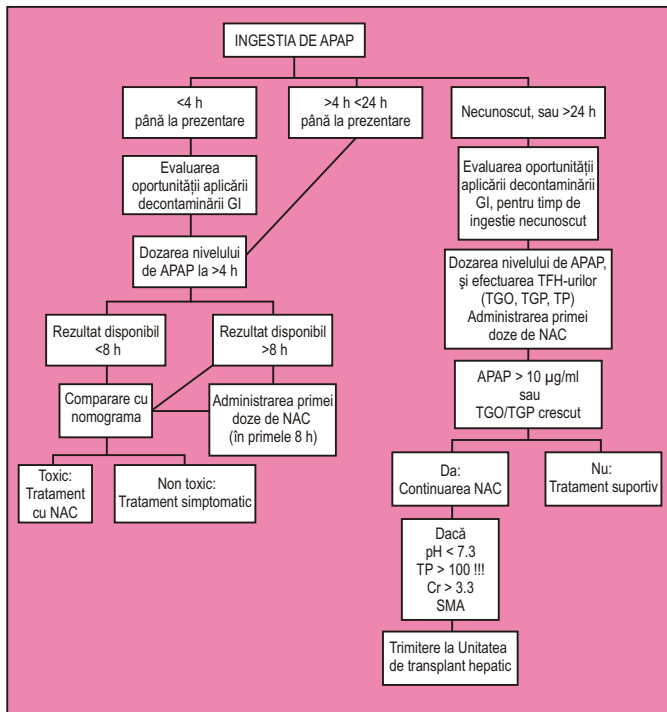 INGESTIA DE APAP
<4 h
până la prezentare
>4 h <24 h
până la prezentare
Necunoscut, sau >24 h
Evaluarea
oportunității aplicării
decontaminării GI
Evaluarea oportunității
aplicării decontaminării
GI, pentru timp de
ingestie necunoscut
Dozarea nivelului
de APAP la >4 h
Dozarea nivelului de APAP,
şi efectuarea TFH-urilor
(TGO, TGP, TP)
Administrarea primei
doze de NAC
Rezultat disponibil
<8 h
Rezultat disponibil
>8 h
Comparare cu
nomograma
Administrarea primei
doze de NAC
(în primele 8 h)
APAP > 10 µg/ml
sau
TGO/TGP crescut
Toxic:
Tratament
cu NAC
Non toxic:
Tratament simptomatic
Da:
Continuarea NAC
Nu:
Tratament suportiv
Dacă
pH < 7.3
TP > 100 !!!
Cr > 3.3
SMA
Trimitere la Unitatea
de transplant hepatic